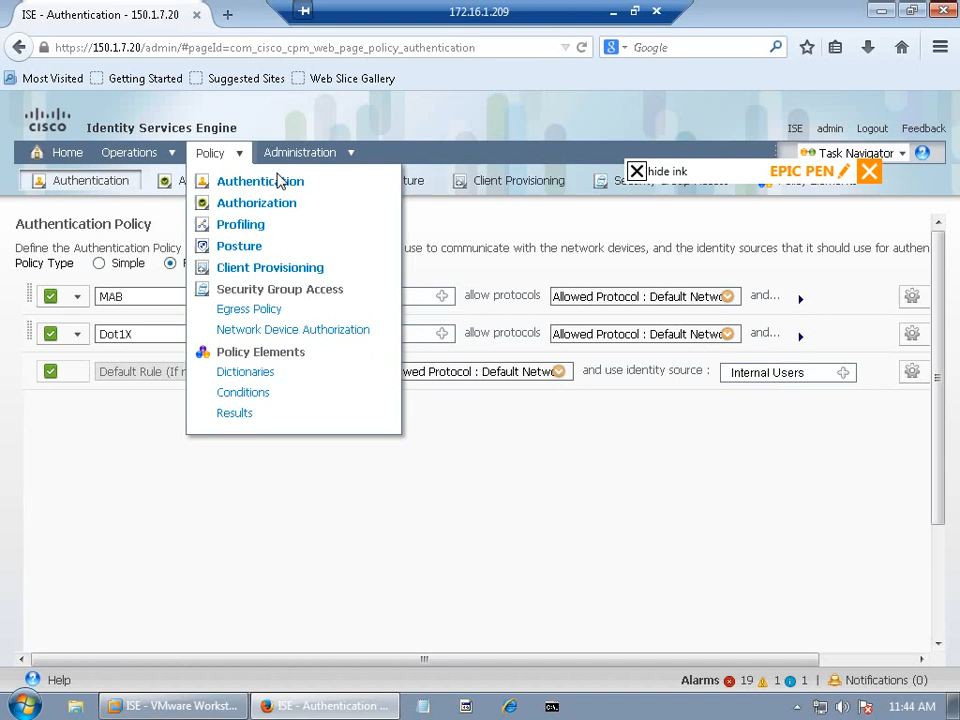 ISE - Authentication - 150.1.7.20
172.16.1.209
https://150.1.7.20/admin/#pageId=com_cisco_cpm_web_page_policy_authentication
Google
Most Visited
Getting Started
Suggested Sites
Web Slice Gallery
CISCO
Identity Services Engine
ISE
admin
Logout
Feedback
Home
Operations
Policy
Administration
Task Navigator
hide ink
EPIC PEN
Authentication
A
ture
Client Provisioning
Authentication
Authorization
Profiling
Posture
Client Provisioning
Security Group Access
Egress Policy
Network Device Authorization
Policy Elements
Dictionaries
Conditions
Results
Authentication Policy
Define the Authentication Policy
use to communicate with the network devices, and the identity sources that it should use for authen
Policy Type
Simple
R
MAB
allow protocols
Allowed Protocol : Default Netwo
and...
Dot1X
allow protocols
Allowed Protocol : Default Netwo
and...
Default Rule (If n
wed Protocol : Default Netwo
and use identity source :
Internal Users
Help
Alarms 19 1 1
Notifications (0)
ISE - VMware Workst...
ISE - Authentication ...
11:44 AM